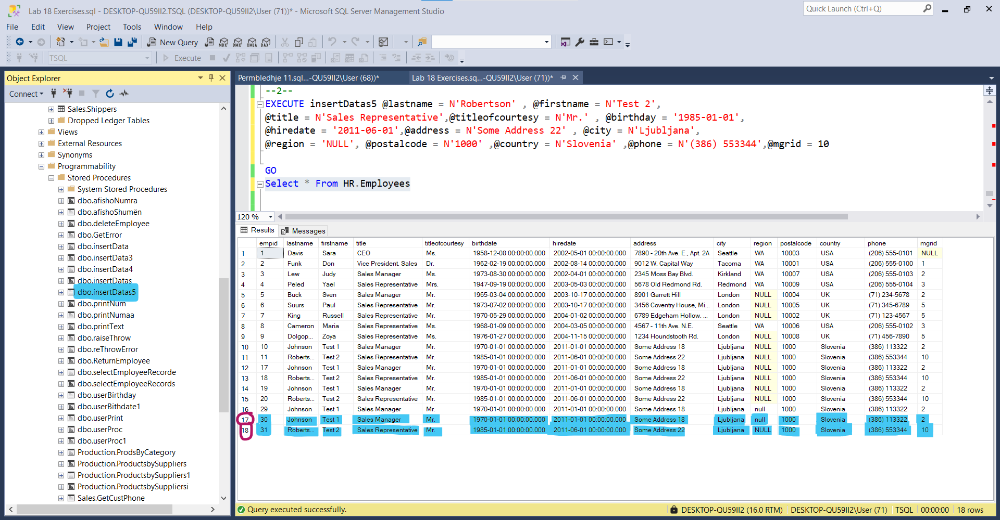 Lab 18 Exercises.sql - DESKTOP-QU59II2.TSQL (DESKTOP-QU59II2\User (71))* - Microsoft SQL Server Management Studio
Quick Launch (Ctrl+Q)
File Edit View Project Tools Window Help
New Query MDX DMX XMLA DAX
TSQL Execute
Object Explorer
Connect
Sales.Shippers
Dropped Ledger Tables
Views
External Resources
Synonyms
Programmability
Stored Procedures
System Stored Procedures
dbo.afishoNumra
dbo.afishoShumën
dbo.deleteEmployee
dbo.GetError
dbo.insertData
dbo.insertData3
dbo.insertData4
dbo.insertDatas
dbo.insertDatas5
dbo.printNum
dbo.printNumaa
dbo.printText
dbo.raiseThrow
dbo.reThrowError
dbo.ReturnEmployee
dbo.selectEmployeeRecorde
dbo.selectEmployeeRecords
dbo.userBirthday
dbo.userBithdate1
dbo.userPrint
dbo.userProc
dbo.userProc1
Production.ProdsByCategory
Production.ProductsbySuppliers
Production.ProductsbySuppliers1
Production.ProductsbySuppliersi
Sales.GetCustPhone
Permbledhje 11.sql...-QU59II2\User (68))* Lab 18 Exercises.sq...-QU59II2\User (71))*
--2--
EXECUTE insertDatas5 @lastname = N'Robertson' , @firstname = N'Test 2',
@title = N'Sales Representative',@titleofcourtesy = N'Mr.' , @birthday = '1985-01-01',
@hiredate = '2011-06-01',@address = N'Some Address 22' , @city = N'Ljubljana',
@region = 'NULL', @postalcode = N'1000' ,@country = N'Slovenia' ,@phone = N'(386) 553344',@mgrid = 10
GO
Select * From HR.Employees
120 %
Results Messages
empid lastname firstname title titleofcourtesy birthdate hiredate address city region postalcode country phone mgrid
1 1 Davis Sara CEO Ms. 1958-12-08 00:00:00.000 2002-05-01 00:00:00.000 7890 - 20th Ave. E., Apt. 2A Seattle WA 10003 USA (206) 555-0101 NULL
2 2 Funk Don Vice President, Sales Dr. 1962-02-19 00:00:00.000 2002-08-14 00:00:00.000 9012 W. Capital Way Tacoma WA 10001 USA (206) 555-0100 1
3 3 Lew Judy Sales Manager Ms. 1973-08-30 00:00:00.000 2002-04-01 00:00:00.000 2345 Moss Bay Blvd. Kirkland WA 10007 USA (206) 555-0103 2
4 4 Peled Yael Sales Representative Mrs. 1947-09-19 00:00:00.000 2003-05-03 00:00:00.000 5678 Old Redmond Rd. Redmond WA 10009 USA (206) 555-0104 3
5 5 Buck Sven Sales Manager Mr. 1965-03-04 00:00:00.000 2003-10-17 00:00:00.000 8901 Garrett Hill London NULL 10004 UK (71) 234-5678 2
6 6 Suurs Paul Sales Representative Mr. 1973-07-02 00:00:00.000 2003-10-17 00:00:00.000 3456 Coventry House, Mi... London NULL 10005 UK (71) 345-6789 5
7 7 King Russell Sales Representative Mr. 1970-05-29 00:00:00.000 2004-01-02 00:00:00.000 6789 Edgeham Hollow, ... London NULL 10002 UK (71) 123-4567 5
8 8 Cameron Maria Sales Representative Ms. 1968-01-09 00:00:00.000 2004-03-05 00:00:00.000 4567 - 11th Ave. N.E. Seattle WA 10006 USA (206) 555-0102 3
9 9 Dolgop... Zoya Sales Representative Ms. 1976-01-27 00:00:00.000 2004-11-15 00:00:00.000 1234 Houndstooth Rd. London NULL 10008 UK (71) 456-7890 5
10 10 Johnson Test 1 Sales Manager Mr. 1970-01-01 00:00:00.000 2011-01-01 00:00:00.000 Some Address 18 Ljubljana NULL 1000 Slovenia (386) 113322 2
11 11 Roberts... Test 2 Sales Representative Mr. 1985-01-01 00:00:00.000 2011-06-01 00:00:00.000 Some Address 22 Ljubljana NULL 1000 Slovenia (386) 553344 10
12 17 Johnson Test 1 Sales Manager Mr. 1970-01-01 00:00:00.000 2011-01-01 00:00:00.000 Some Address 18 Ljubljana NULL 1000 Slovenia (386) 113322 2
13 18 Roberts... Test 2 Sales Representative Mr. 1985-01-01 00:00:00.000 2011-06-01 00:00:00.000 Some Address 22 Ljubljana NULL 1000 Slovenia (386) 553344 10
14 19 Johnson Test 1 Sales Manager Mr. 1970-01-01 00:00:00.000 2011-01-01 00:00:00.000 Some Address 18 Ljubljana NULL 1000 Slovenia (386) 113322 2
15 20 Roberts... Test 2 Sales Representative Mr. 1985-01-01 00:00:00.000 2011-06-01 00:00:00.000 Some Address 22 Ljubljana NULL 1000 Slovenia (386) 553344 10
16 29 Johnson Test 1 Sales Manager Mr. 1970-01-01 00:00:00.000 2011-01-01 00:00:00.000 Some Address 18 Ljubljana null 1000 Slovenia (386) 113322 2
17 30 Johnson Test 1 Sales Manager Mr. 1970-01-01 00:00:00.000 2011-01-01 00:00:00.000 Some Address 18 Ljubljana null 1000 Slovenia (386) 113322 2
18 31 Roberts... Test 2 Sales Representative Mr. 1985-01-01 00:00:00.000 2011-06-01 00:00:00.000 Some Address 22 Ljubljana NULL 1000 Slovenia (386) 553344 10
Query executed successfully. DESKTOP-QU59II2 (16.0 RTM) DESKTOP-QU59II2\User (71) TSQL 00:00:00 18 rows